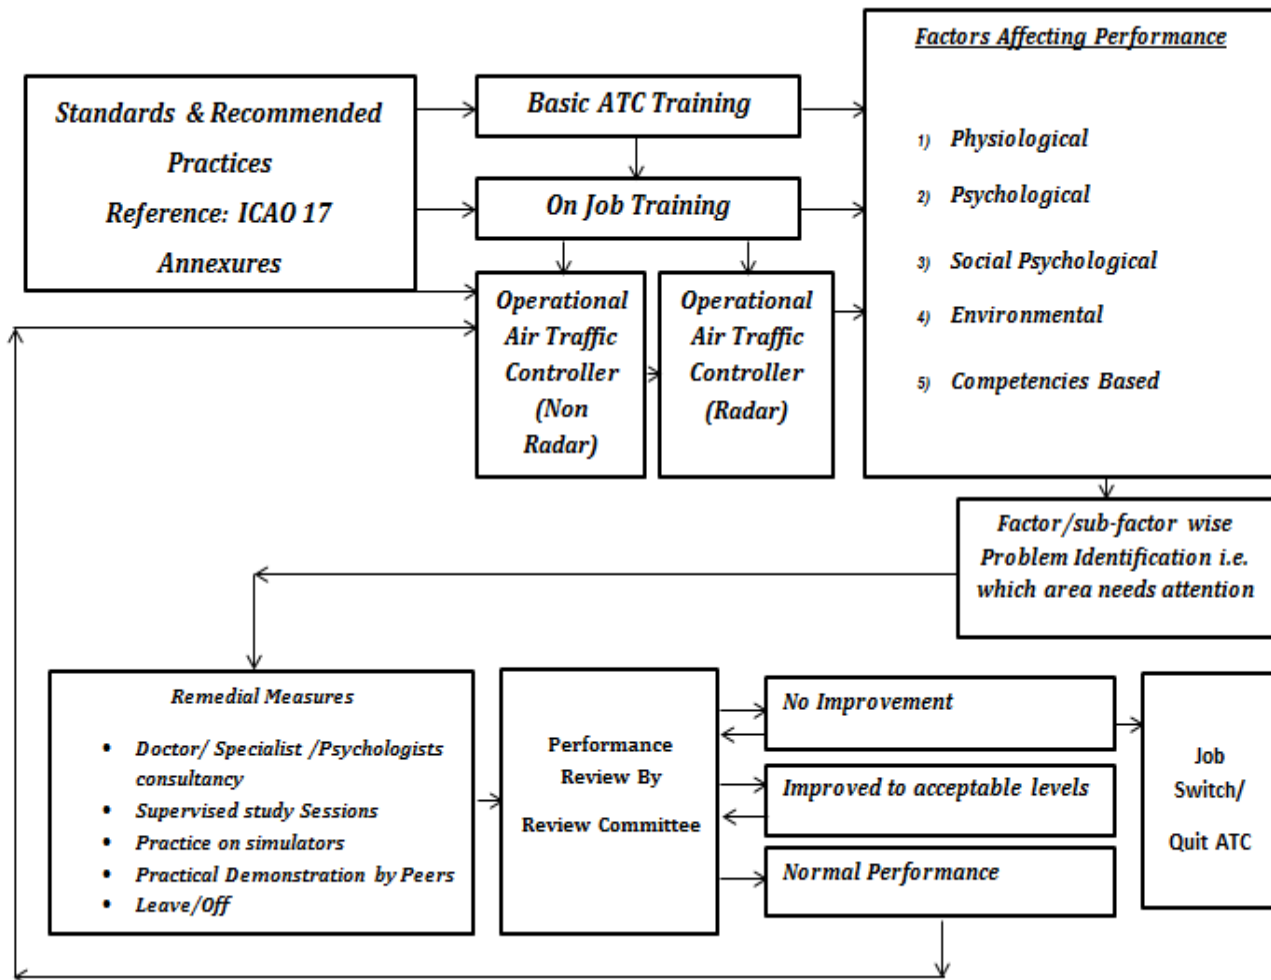 Standards & Recommended
Practices
Reference: ICAO 17
Annexures
Basic ATC Training
On Job Training
Operational
Air Traffic
Controller
(Non
Radar)
Operational
Air Traffic
Controller
(Radar)
Factors Affecting Performance
1) Physiological
2) Psychological
3) Social Psychological
4) Environmental
5) Competencies Based
Factor/sub-factor wise
Problem Identification i.e.
which area needs attention
Remedial Measures
• Doctor/ Specialist /Psychologists
consultancy
• Supervised study Sessions
• Practice on simulators
• Practical Demonstration by Peers
• Leave/Off
Performance
Review By
Review Committee
No Improvement
Improved to acceptable levels
Normal Performance
Job
Switch/
Quit ATC